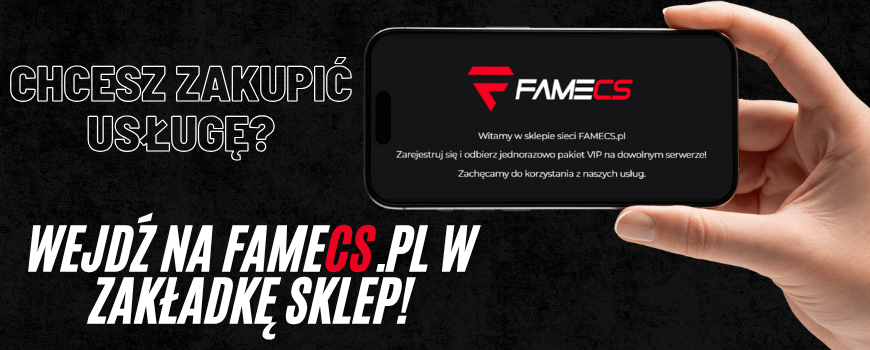 CHCESZ ZAKUPIĆ
USŁUGĘ?
FAMECS
Witamy w sklepie sieci FAMECS.pl
Zarejestruj się i odbierz jednorazowo pakiet VIP na dowolnym serwerze!
Zachęcamy do korzystania z naszych usług.
WEJDŹ NA FAMECS.PL W
ZAKŁADKĘ SKLEP!